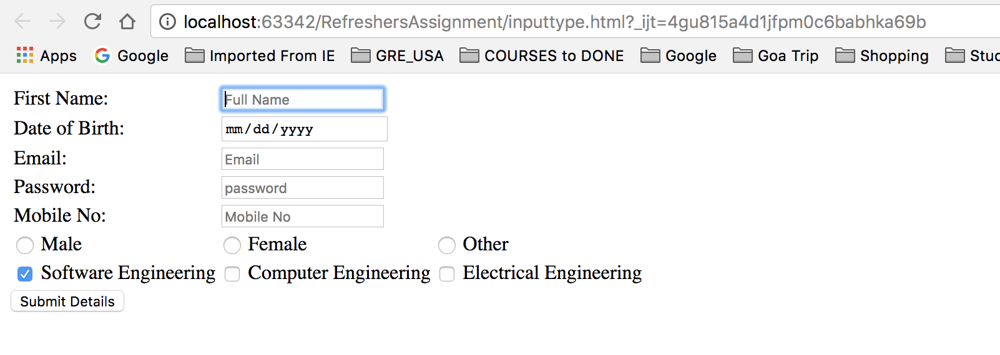 localhost:63342/RefreshersAssignment/inputtype.html?_ijt=4gu815a4d1jfpm0c6babhka69b
Apps Google Imported From IE GRE_USA COURSES to DONE Google Goa Trip Shopping Stud
First Name: Full Name
Date of Birth: mm/dd/yyyy
Email: Email
Password: password
Mobile No: Mobile No
Male Female Other
Software Engineering Computer Engineering Electrical Engineering
Submit Details